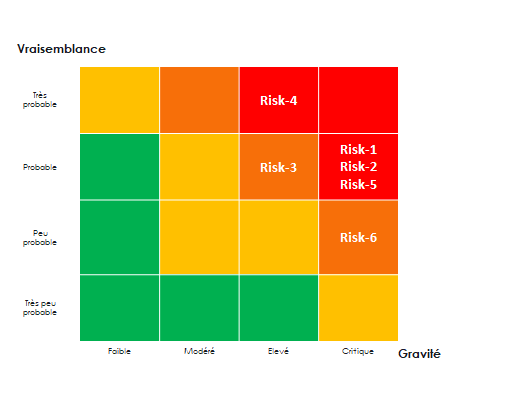 Vraisemblance
Très
probable
Risk-4
Probable
Risk-3
Risk-1
Risk-2
Risk-5
Peu
probable
Risk-6
Très peu
probable
Faible
Modéré
Elevé
Critique
Gravité